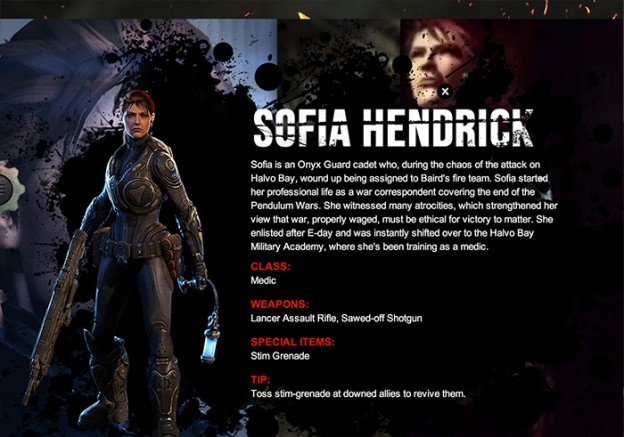 SOFIA HENDRICK
Sofia is an Onyx Guard cadet who, during the chaos of the attack on
Halvo Bay, wound up being assigned to Baird's fire team. Sofia started
her professional life as a war correspondent covering the end of the
Pendulum Wars. She witnessed many atrocities, which strengthened her
view that war, properly waged, must be ethical for victory to matter. She
enlisted after E-day and was instantly shifted over to the Halvo Bay
Military Academy, where she's been training as a medic.
CLASS:
Medic
WEAPONS:
Lancer Assault Rifle, Sawed-off Shotgun
SPECIAL ITEMS:
Stim Grenade
TIP:
Toss stim-grenade at downed allies to revive them.